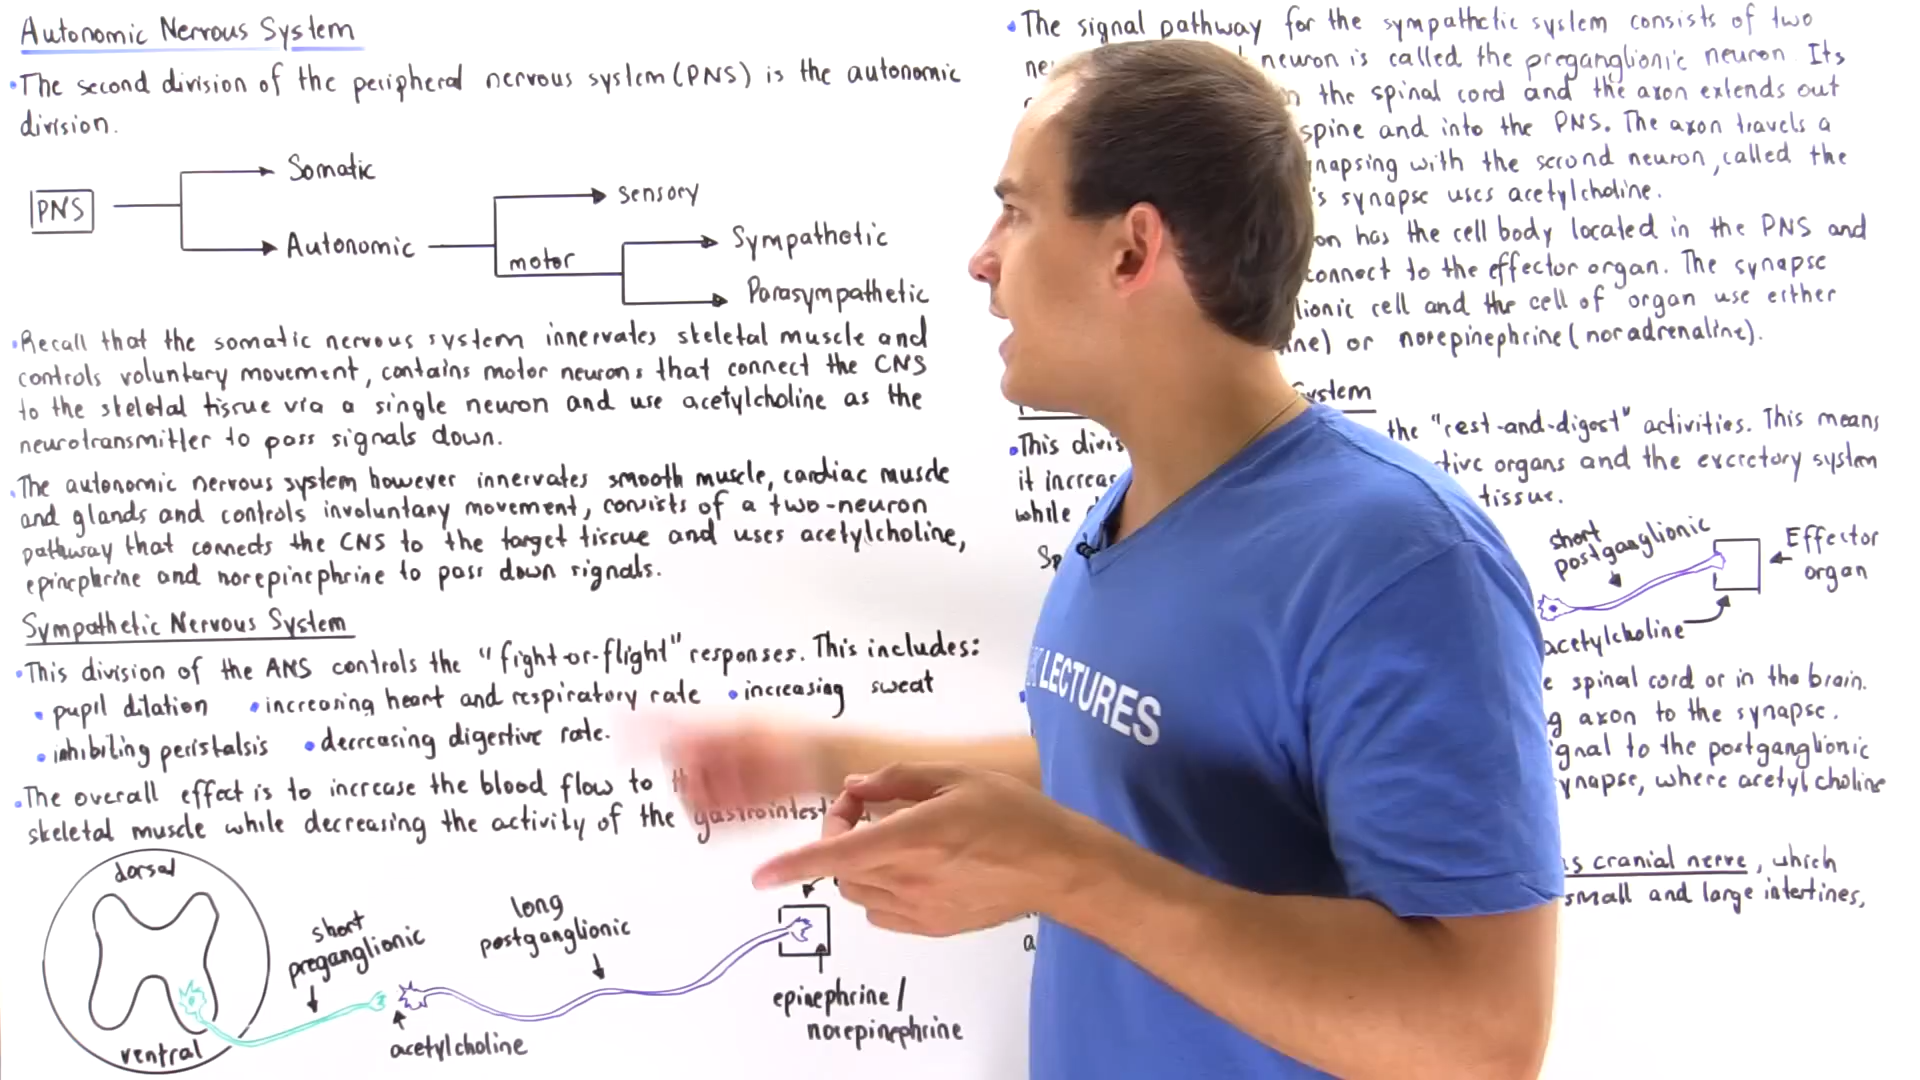 Autonomic Nervous System
•The second division of the peripheral nervous system (PNS) is the autonomic
division.
PNS
Somatic
Autonomic
sensory
motor
Sympathetic
Parasympathetic
•Recall that the somatic nervous system innervates skeletal muscle and
controls voluntary movement, contains motor neurons that connect the CNS
to the skeletal tissue via a single neuron and use acetylcholine as the
neurotransmitter to pass signals down.
•The autonomic nervous system however innervates smooth muscle, cardiac muscle
and glands and controls involuntary movement, consists of a two-neuron
pathway that connects the CNS to the target tissue and uses acetylcholine,
epinephrine and norepinephrine to pass down signals.
Sympathetic Nervous System
•This division of the ANS controls the "fight-or-flight" responses. This includes:
•pupil dilation •increasing heart and respiratory rate •increasing sweat
•inhibiting peristalsis •decreasing digestive rate.
•The overall effect is to increase the blood flow to
skeletal muscle while decreasing the activity of the
dorsal
ventral
short
preganglionic
acetylcholine
long
postganglionic
epinephrine/
norepinephrine
•The signal pathway for the sympathetic system consists of two
neuron is called the preganglionic neuron. Its
the spinal cord and the axon extends out
spine and into the PNS. The axon travels a
with the second neuron, called the
synapse uses acetylcholine.
has the cell body located in the PNS and
connect to the effector organ. The synapse
cell and the cell of organ use either
or norepinephrine (noradrenaline).
•This
the "rest-and-digest" activities. This means
it
organs and the excretory system
while
tissue.
short
postganglionic
Effector
organ
acetylcholine
spinal cord or in the brain.
axon to the synapse.
to the postganglionic
where acetylcholine
cranial nerve, which
small and large intertines,
LECTURES